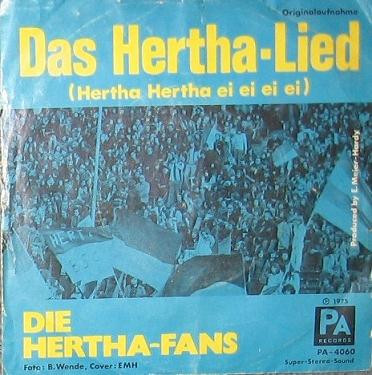 Originalaufnahme
Das Hertha-Lied
(Hertha Hertha ei ei ei ei)
Produced by E. Meier-Hardy
DIE
HERTHA-FANS
Foto: B. Wende, Cover: EMH
℗ 1975
PA
RECORDS
PA-4060
Super-Stereo-Sound